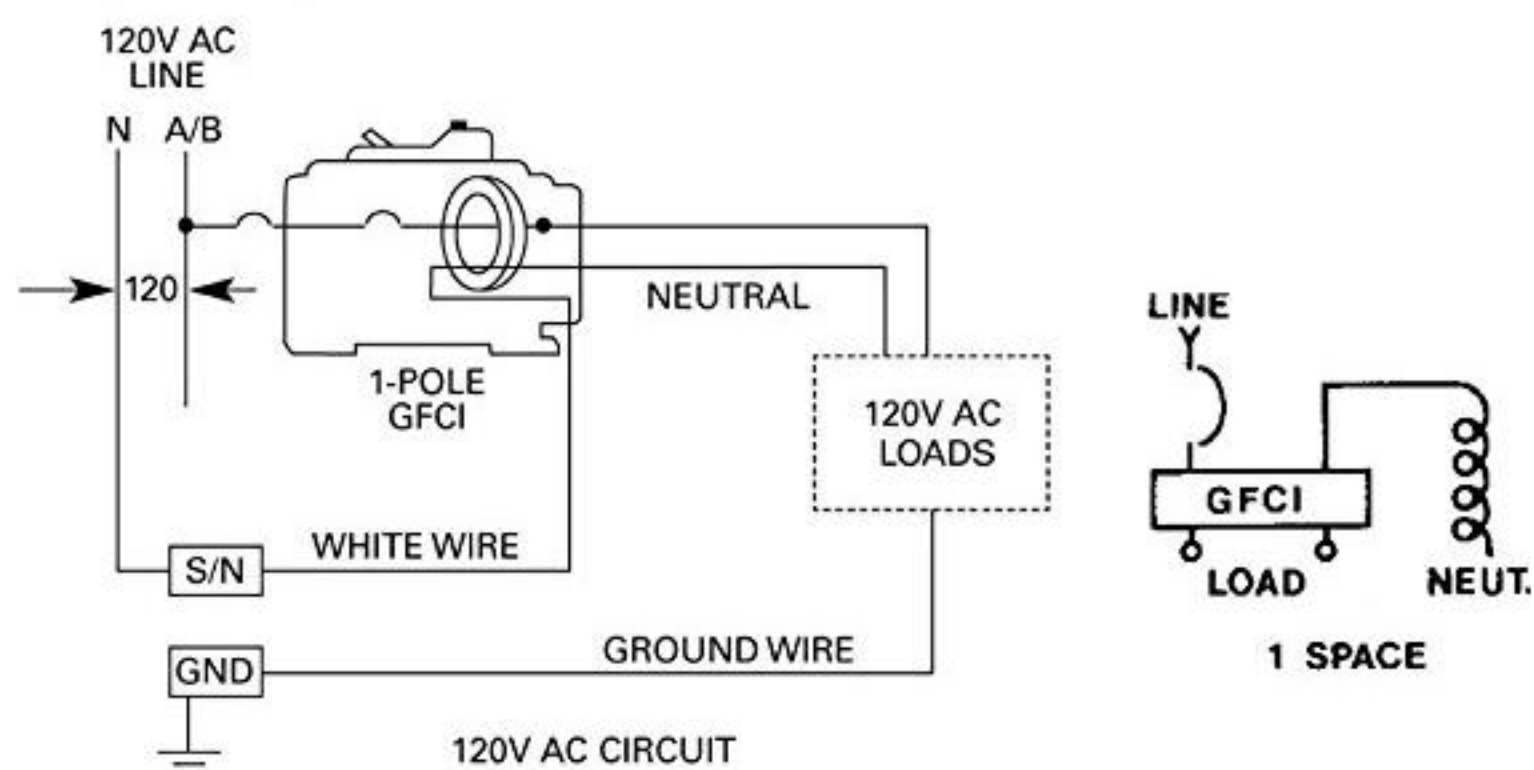 120V AC
LINE
N A/B
120
NEUTRAL
1-POLE
GFCI
120V AC
LOADS
WHITE WIRE
S/N
GROUND WIRE
GND
120V AC CIRCUIT
LINE
GFCI
LOAD
NEUT.
1 SPACE